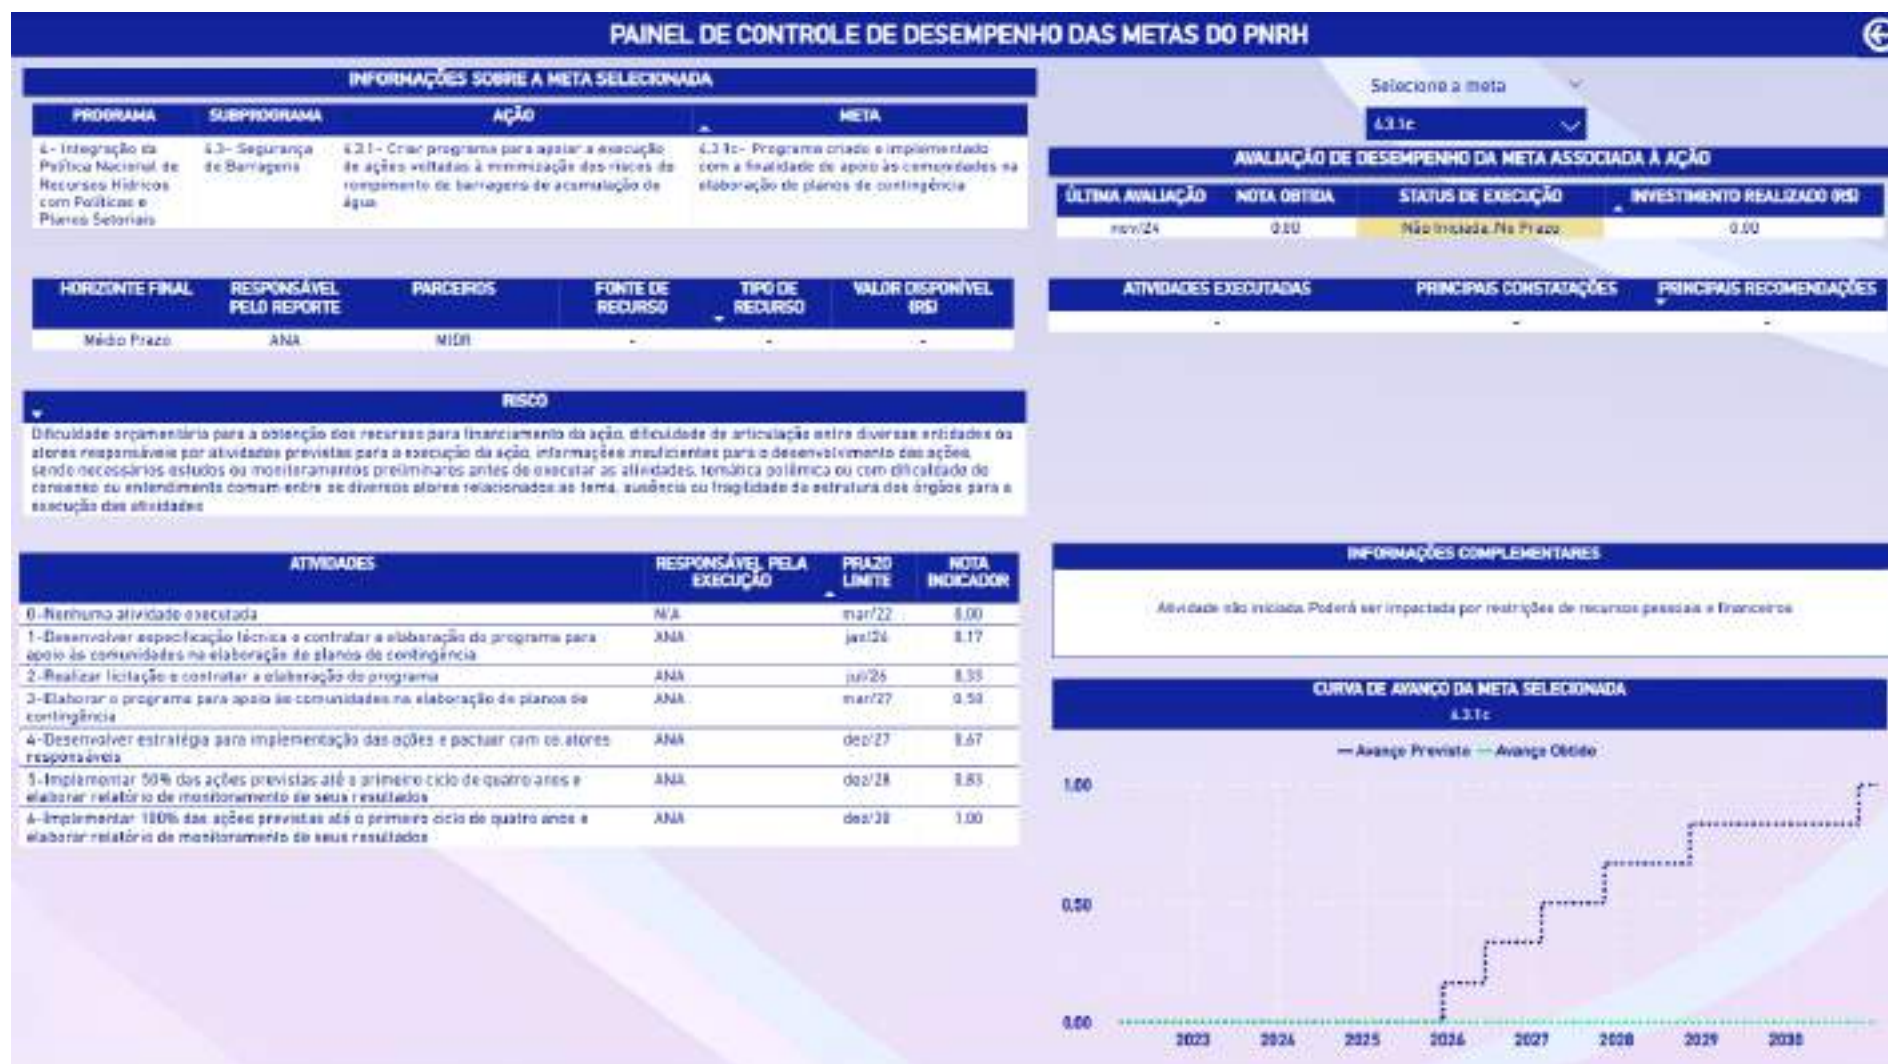 PAINEL DE CONTROLE DE DESEMPENHO DAS METAS DO PNRH
INFORMAÇÕES SOBRE A META SELECIONADA
PROGRAMA SUBPROGRAMA AÇÃO META
4- Integração da Política Nacional de Recursos Hídricos com Políticas e Planos Setoriais
4.3- Segurança de Barragens
4.3.1- Criar programa para apoiar a execução de ações voltadas à minimização dos riscos de rompimento de barragens de acumulação de água
4.3.1c- Programa criado e implementado com a finalidade de apoio às comunidades na elaboração de planos de contingência
HORIZONTE FINAL RESPONSÁVEL PELO REPORTE PARCEIROS FONTE DE RECURSO TIPO DE RECURSO VALOR DISPONÍVEL (R$)
Médio Prazo ANA MIDR - - -
RISCO
Dificuldade orçamentária para a obtenção dos recursos para financiamento da ação, dificuldade de articulação entre diversas entidades ou
atores responsáveis por atividades previstas para a execução da ação, informações insuficientes para o desenvolvimento das ações,
sendo necessários estudos ou monitoramentos preliminares antes de executar as atividades, temática polêmica ou com dificuldade de
consenso ou entendimento comum entre os diversos atores relacionados ao tema, ausência ou fragilidade da estrutura dos órgãos para a
execução das atividades
ATIVIDADES RESPONSÁVEL PELA EXECUÇÃO PRAZO LIMITE NOTA INDICADOR
0-Nenhuma atividade executada N/A mar/22 0.00
1-Desenvolver especificação técnica e contratar a elaboração do programa para
apoio às comunidades na elaboração de planos de contingência ANA 0.17
2-Realizar licitação e contratar a elaboração do programa ANA jul/26 0.33
3-Elaborar o programa para apoio às comunidades na elaboração de planos de
contingência ANA mar/27 0.50
4-Desenvolver estratégia para implementação das ações e pactuar com os atores
responsáveis ANA dez/27 0.67
5-Implementar 50% das ações previstas até o primeiro ciclo de quatro anos e
elaborar relatório de monitoramento de seus resultados ANA dez/28 0.83
6-Implementar 100% das ações previstas até o primeiro ciclo de quatro anos e
elaborar relatório de monitoramento de seus resultados ANA dez/30 1.00
Selecione a meta
4.3.1c
AVALIAÇÃO DE DESEMPENHO DA META ASSOCIADA À AÇÃO
ÚLTIMA AVALIAÇÃO NOTA OBTIDA STATUS DE EXECUÇÃO INVESTIMENTO REALIZADO (R$)
nov/24 0.00 Não Iniciada. No Prazo 0.00
ATIVIDADES EXECUTADAS PRINCIPAIS CONSTATAÇÕES PRINCIPAIS RECOMENDAÇÕES
- - -
INFORMAÇÕES COMPLEMENTARES
Atividade não iniciada. Poderá ser impactada por restrições de recursos pessoais e financeiros
CURVA DE AVANÇO DA META SELECIONADA
4.3.1c
Avanço Previsto Avanço Obtido
1.00
0.50
0.00
2023 2024 2025 2026 2027 2028 2029 2030